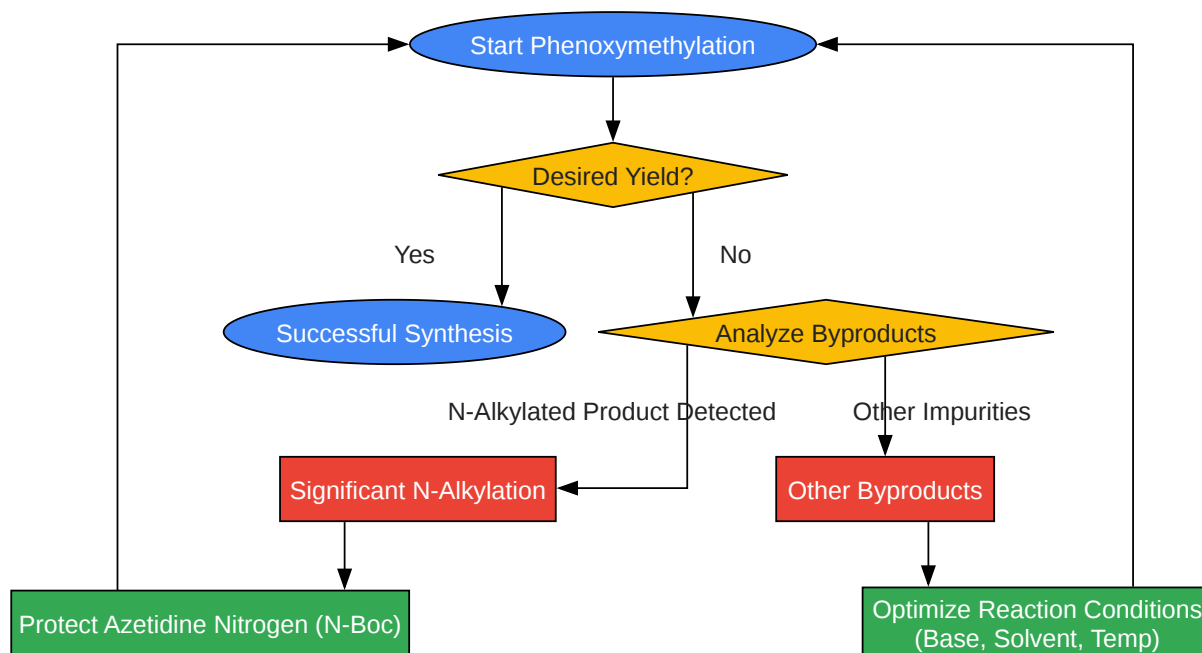 Start Phenoxymethylation
Desired Yield?
Yes
No
Successful Synthesis
Analyze Byproducts
N-Alkylated Product Detected
Other Impurities
Significant N-Alkylation
Other Byproducts
Protect Azetidine Nitrogen (N-Boc)
Optimize Reaction Conditions
(Base, Solvent, Temp)